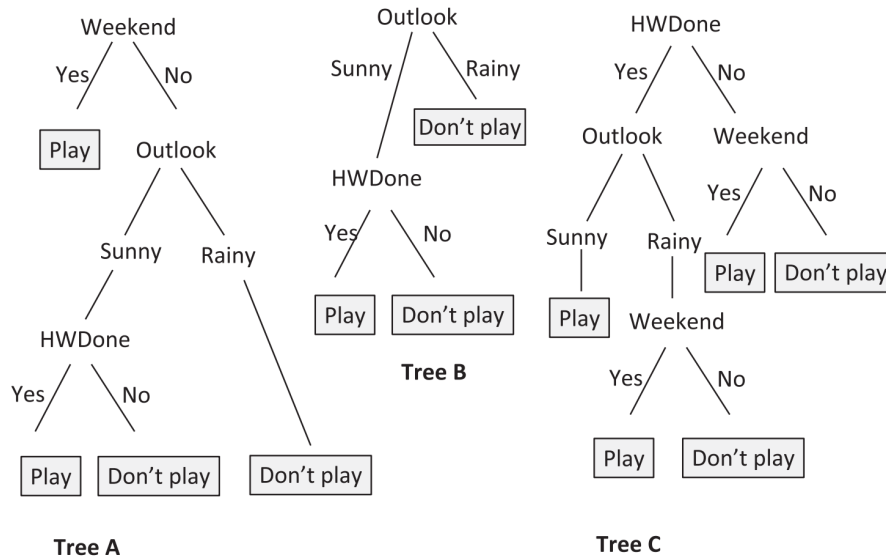 Weekend
Yes No
Play
Outlook
Sunny Rainy
HWDone
Yes No
Play Don't play Don't play
Tree A
Outlook
Sunny Rainy
Don't play
HWDone
Yes No
Play Don't play
Tree B
HWDone
Yes No
Outlook Weekend
Yes No
Sunny Rainy
Play Don't play
Play
Weekend
Yes No
Play Don't play
Tree C